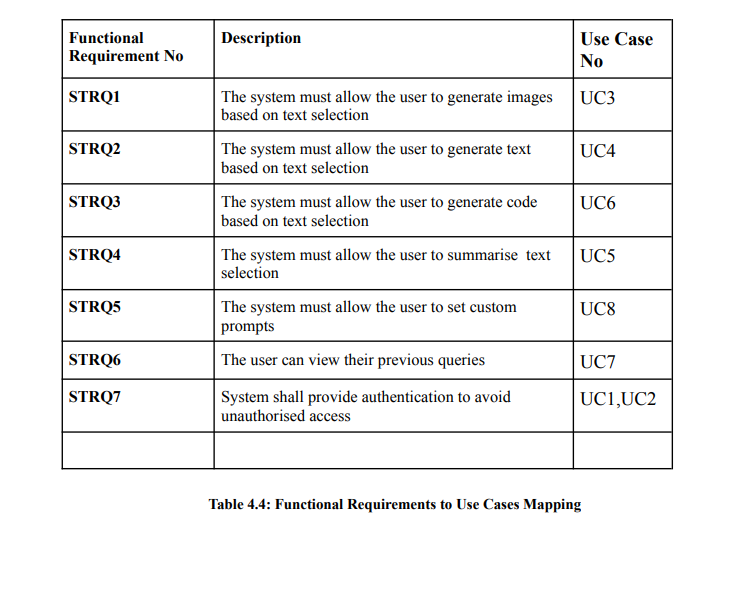 Functional Description Use Case
Requirement No No
STRQ1 The system must allow the user to generate images UC3
based on text selection
STRQ2 The system must allow the user to generate text UC4
based on text selection
STRQ3 The system must allow the user to generate code UC6
based on text selection
STRQ4 The system must allow the user to summarise text UC5
selection
STRQ5 The system must allow the user to set custom UC8
prompts
STRQ6 The user can view their previous queries UC7
STRQ7 System shall provide authentication to avoid UC1,UC2
unauthorised access
Table 4.4: Functional Requirements to Use Cases Mapping